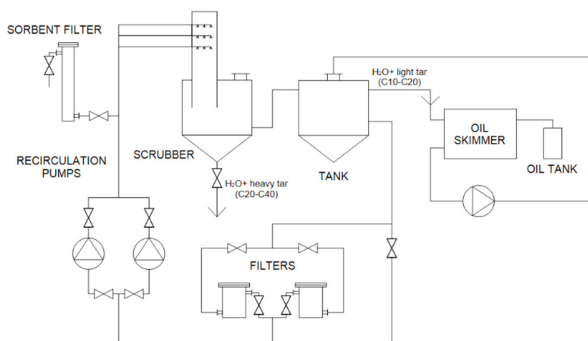 SORBENT FILTER
H2O+ light tar
(C10-C20)
OIL
SKIMMER
OIL TANK
SCRUBBER
RECIRCULATION
PUMPS
TANK
H2O+ heavy tar
(C20-C40)
FILTERS